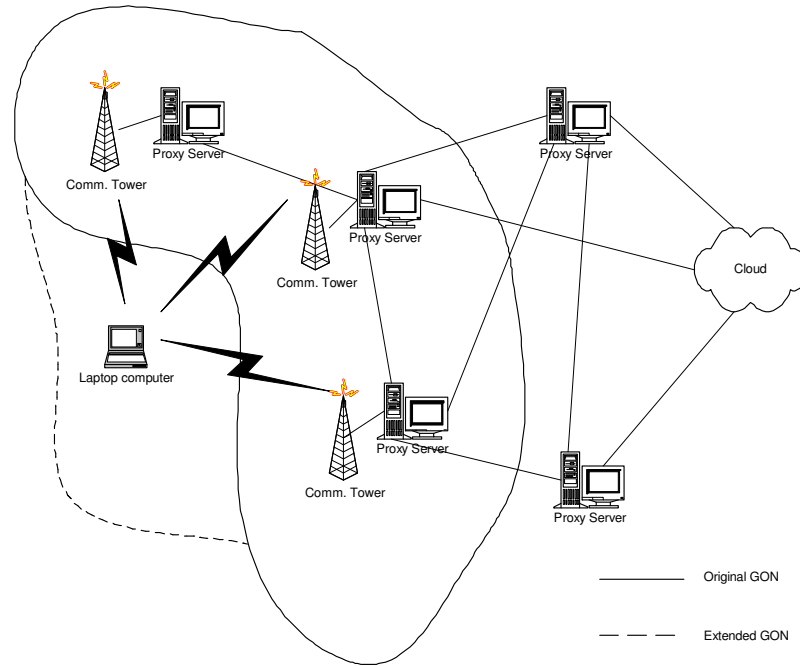 Proxy Server
Proxy Server
Comm. Tower
Proxy Server
Comm. Tower
Cloud
Laptop computer
Proxy Server
Comm. Tower
Proxy Server
Original GON
Extended GON